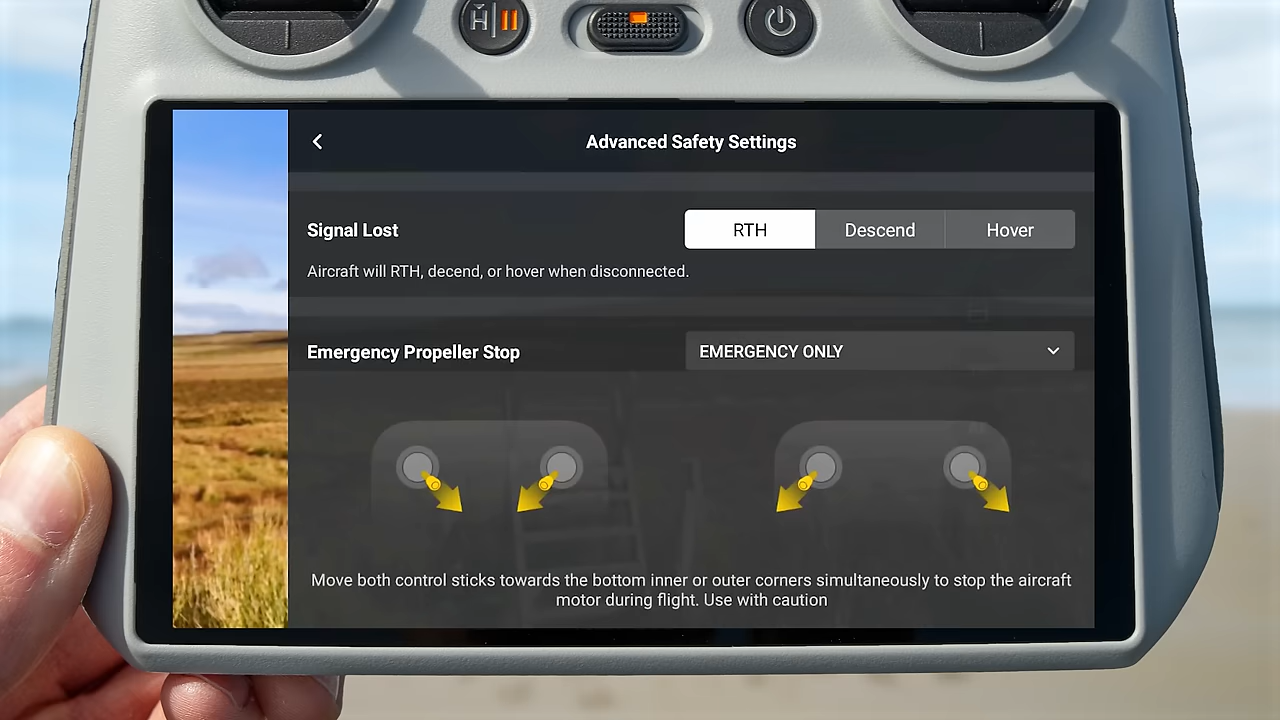 H
Advanced Safety Settings
Signal Lost
RTH
Descend
Hover
Aircraft will RTH, decend, or hover when disconnected.
Emergency Propeller Stop
EMERGENCY ONLY
Move both control sticks towards the bottom inner or outer corners simultaneously to stop the aircraft
motor during flight. Use with caution